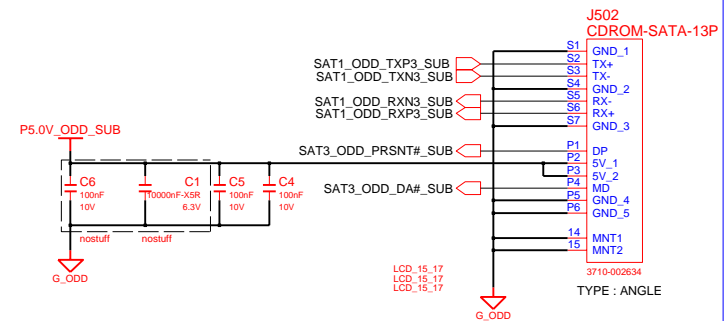 J502
CDROM-SATA-13P
S1 GND_1
SAT1_ODD_TXP3_SUB S2 TX+
SAT1_ODD_TXN3_SUB S3 TX-
S4 GND_2
SAT1_ODD_RXN3_SUB S5 RX-
SAT1_ODD_RXP3_SUB S6 RX+
S7 GND_3
P5.0V_ODD_SUB
SAT3_ODD_PRSNT#_SUB P1 DP
P2 5V_1
P3 5V_2
SAT3_ODD_DA#_SUB P4 MD
P5 GND_4
P6 GND_5
14 MNT1
15 MNT2
C6 C1 C5 C4
100nF 10000nF-X5R 100nF 100nF
10V 6.3V 10V 10V
nostuff nostuff
G_ODD
LCD_15_17
LCD_15_17
LCD_15_17
3710-002634
TYPE : ANGLE
G_ODD